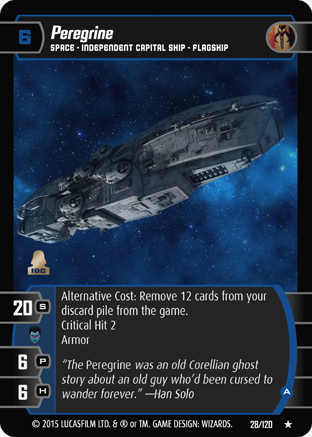 6
Peregrine
SPACE • INDEPENDENT CAPITAL SHIP • FLAGSHIP
IDC
20 S
Alternative Cost: Remove 12 cards from your
discard pile from the game.
Critical Hit 2
Armor
6 P
6 H
“The Peregrine was an old Corellian ghost
story about an old guy who’d been cursed to
wander forever.” —Han Solo
A
© 2015 LUCASFILM LTD. & ® or TM. GAME DESIGN: WIZARDS. 28/120 ★